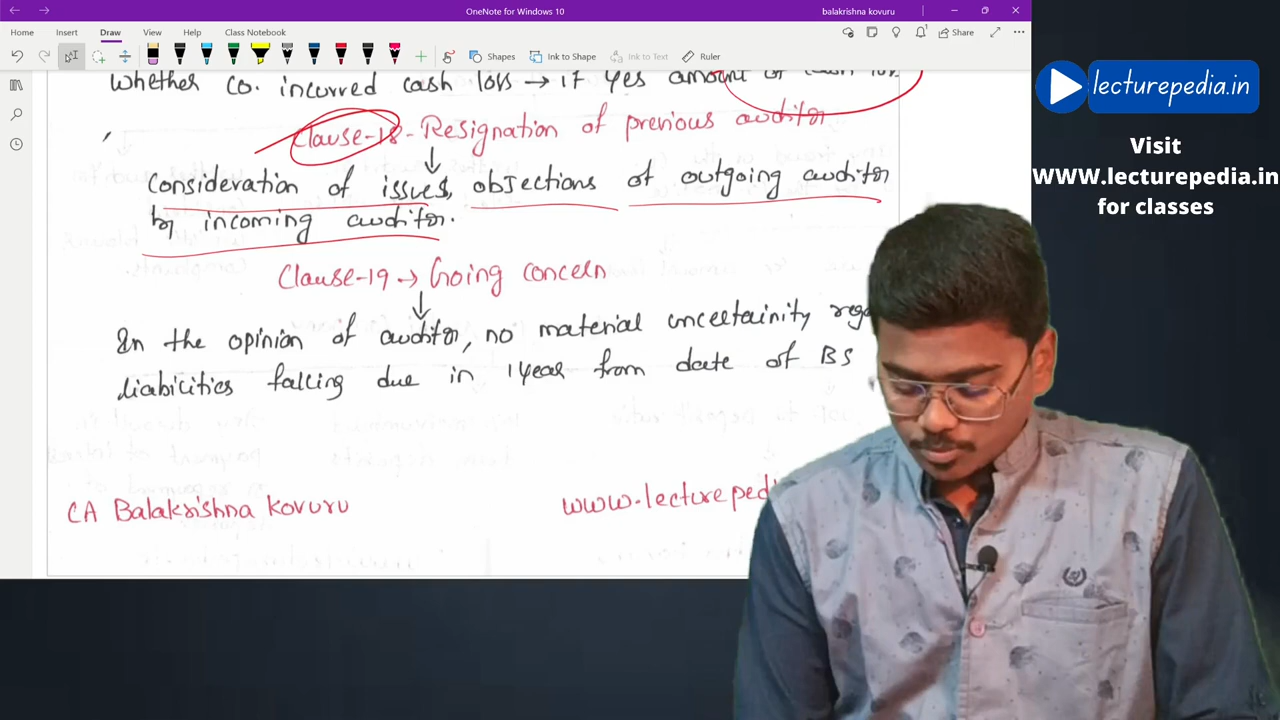 OneNote for Windows 10
balakrishna kovuru
Home Insert Draw View Help Class Notebook
Share
Shapes Ink to Shape Ink to Text Ruler
Whether Co. incurred cash loss → if yes amount of cash loss
Clause-18 - Resignation of previous auditor
Consideration of issues, objections of outgoing auditor
by incoming auditor.
Clause-19 → Going concern
In the opinion of auditor, no material uncertainity
liabilities falling due in 1 year from date of BS
CA Balakrishna Kovuru
www.lecturepedi
lecturepedia.in
Visit
WWW.lecturepedia.in
for classes